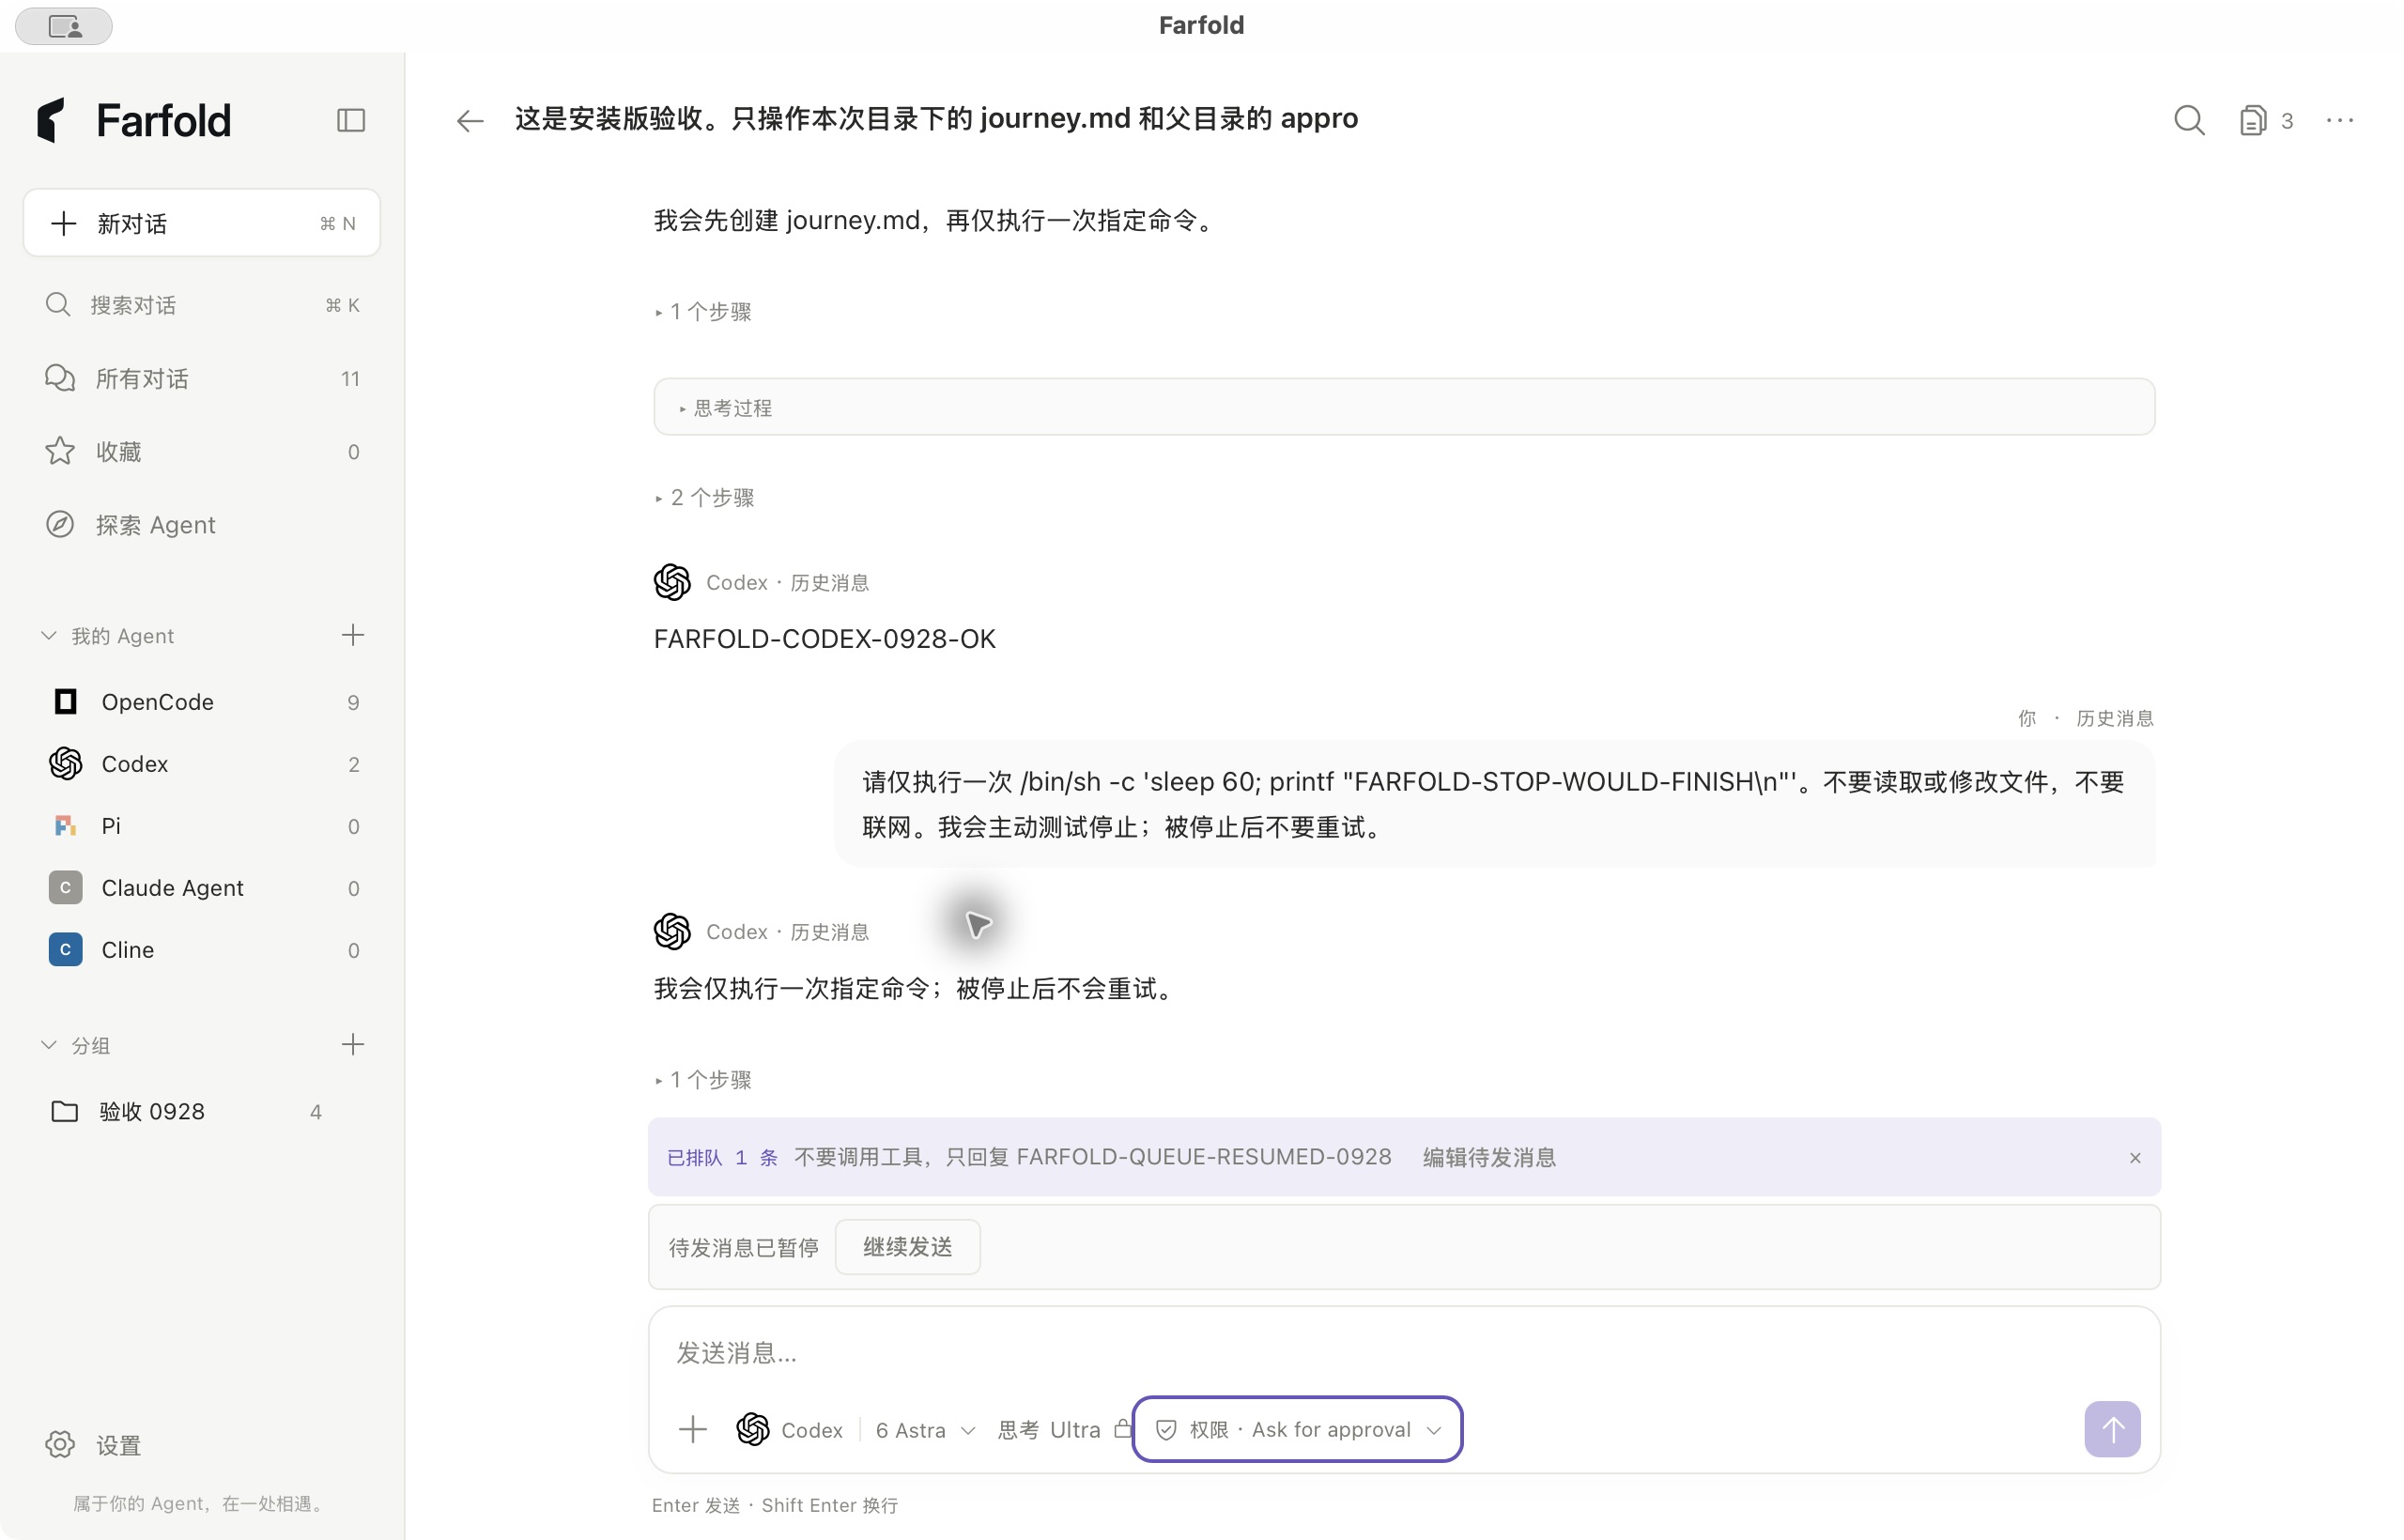 Farfold
Farfold
新对话 ⌘ N
搜索对话 ⌘ K
所有对话 11
收藏 0
探索 Agent
我的 Agent
OpenCode 9
Codex 2
Pi 0
C Claude Agent 0
C Cline 0
分组
验收 0928 4
设置
属于你的 Agent，在一处相遇。
这是安装版验收。只操作本次目录下的 journey.md 和父目录的 appro
3
我会先创建 journey.md，再仅执行一次指定命令。
1 个步骤
思考过程
2 个步骤
Codex · 历史消息
FARFOLD-CODEX-0928-OK
你 · 历史消息
请仅执行一次 /bin/sh -c 'sleep 60; printf "FARFOLD-STOP-WOULD-FINISH\n"'。不要读取或修改文件，不要
联网。我会主动测试停止；被停止后不要重试。
Codex · 历史消息
我会仅执行一次指定命令；被停止后不会重试。
1 个步骤
已排队 1 条 不要调用工具，只回复 FARFOLD-QUEUE-RESUMED-0928 编辑待发消息 ×
待发消息已暂停 继续发送
发送消息...
Codex 6 Astra 思考 Ultra 权限 · Ask for approval
Enter 发送 · Shift Enter 换行